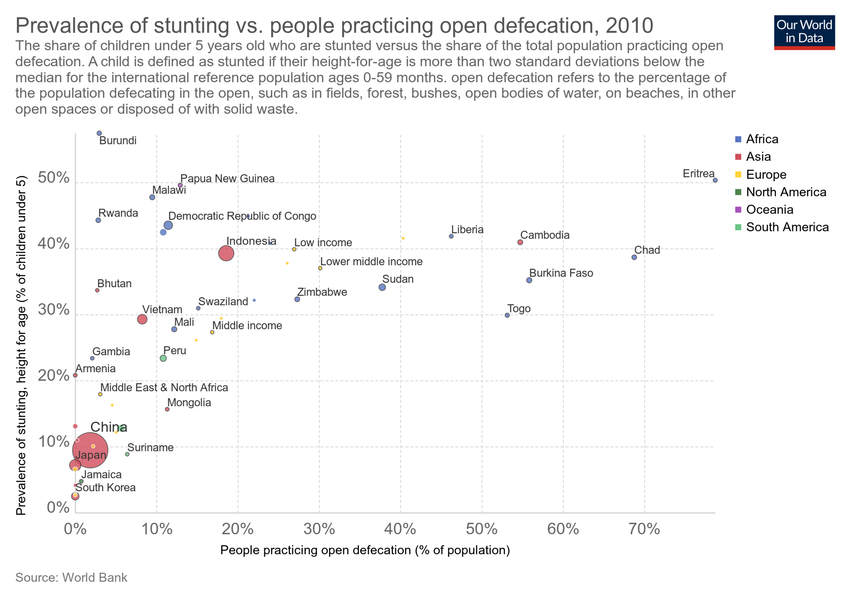 Prevalence of stunting vs. people practicing open defecation, 2010
Our World
in Data
The share of children under 5 years old who are stunted versus the share of the total population practicing open
defecation. A child is defined as stunted if their height-for-age is more than two standard deviations below the
median for the international reference population ages 0-59 months. open defecation refers to the percentage of
the population defecating in the open, such as in fields, forest, bushes, open bodies of water, on beaches, in other
open spaces or disposed of with solid waste.
Prevalence of stunting, height for age (% of children under 5)
50%
40%
30%
20%
10%
0%
Burundi
Papua New Guinea
Malawi
Eritrea
Rwanda
Democratic Republic of Congo
Liberia
Cambodia
Indonesia
Low income
Chad
Lower middle income
Burkina Faso
Sudan
Bhutan
Zimbabwe
Swaziland
Togo
Vietnam
Mali
Middle income
Gambia
Peru
Armenia
Middle East & North Africa
Mongolia
China
Suriname
Japan
Jamaica
South Korea
0%
10%
20%
30%
40%
50%
60%
70%
People practicing open defecation (% of population)
Africa
Asia
Europe
North America
Oceania
South America
Source: World Bank